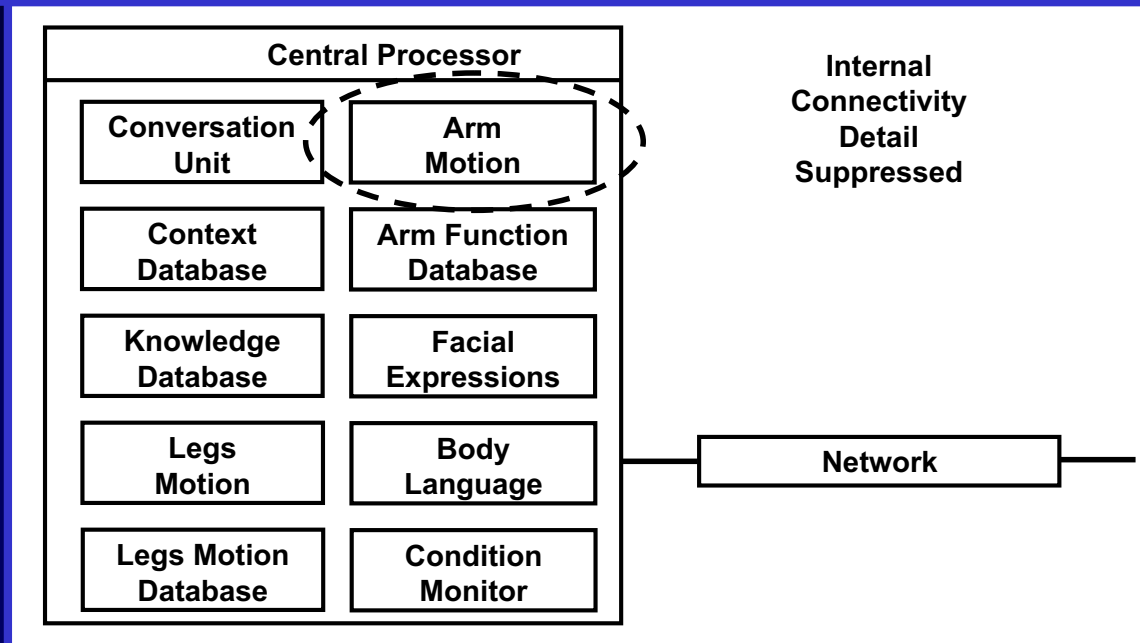 Central Processor
Internal
Connectivity
Detail
Suppressed
Conversation
Unit
Arm
Motion
Context
Database
Arm Function
Database
Knowledge
Database
Facial
Expressions
Legs
Motion
Body
Language
Network
Legs Motion
Database
Condition
Monitor